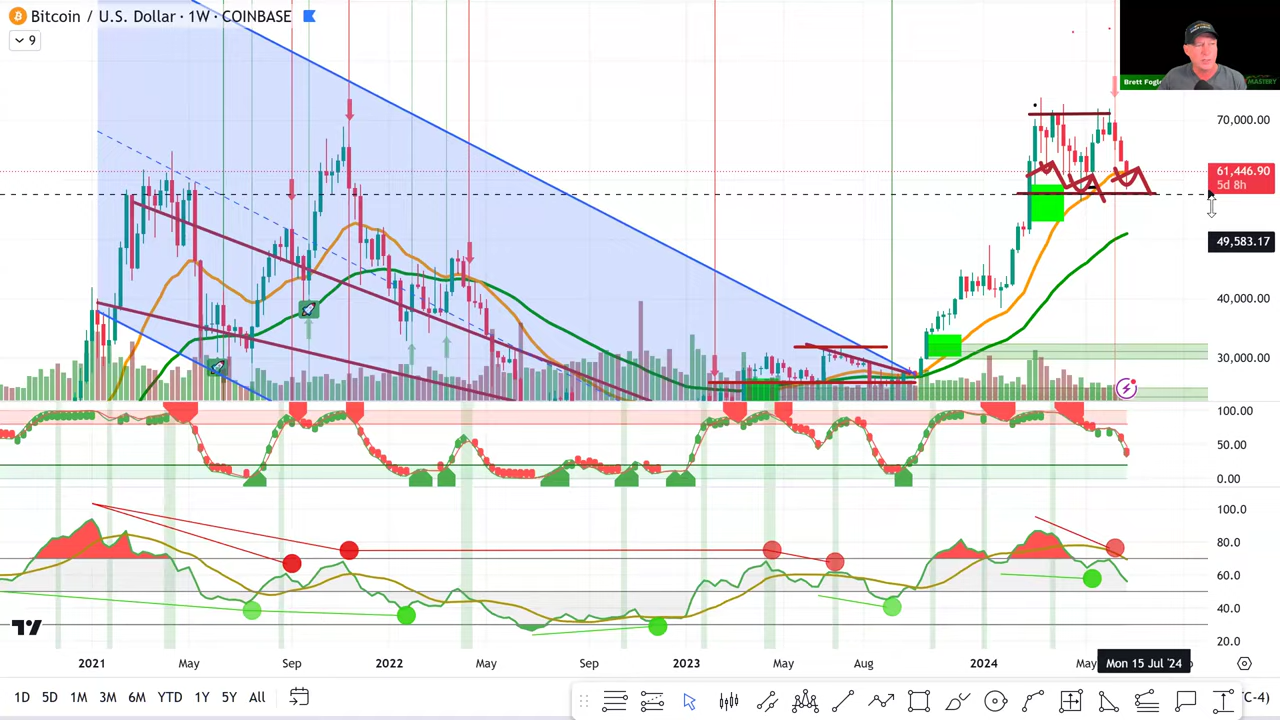 Bitcoin / U.S. Dollar · 1W · COINBASE
9
Brett Fogle
MASTERY
70,000.00
61,446.90
5d 8h
49,583.17
40,000.00
30,000.00
100.00
50.00
0.00
100.0
80.0
60.0
40.0
20.0
2021 May Sep 2022 May Sep 2023 May Aug 2024 May Mon 15 Jul '24
1D 5D 1M 3M 6M YTD 1Y 5Y All
TC-4)